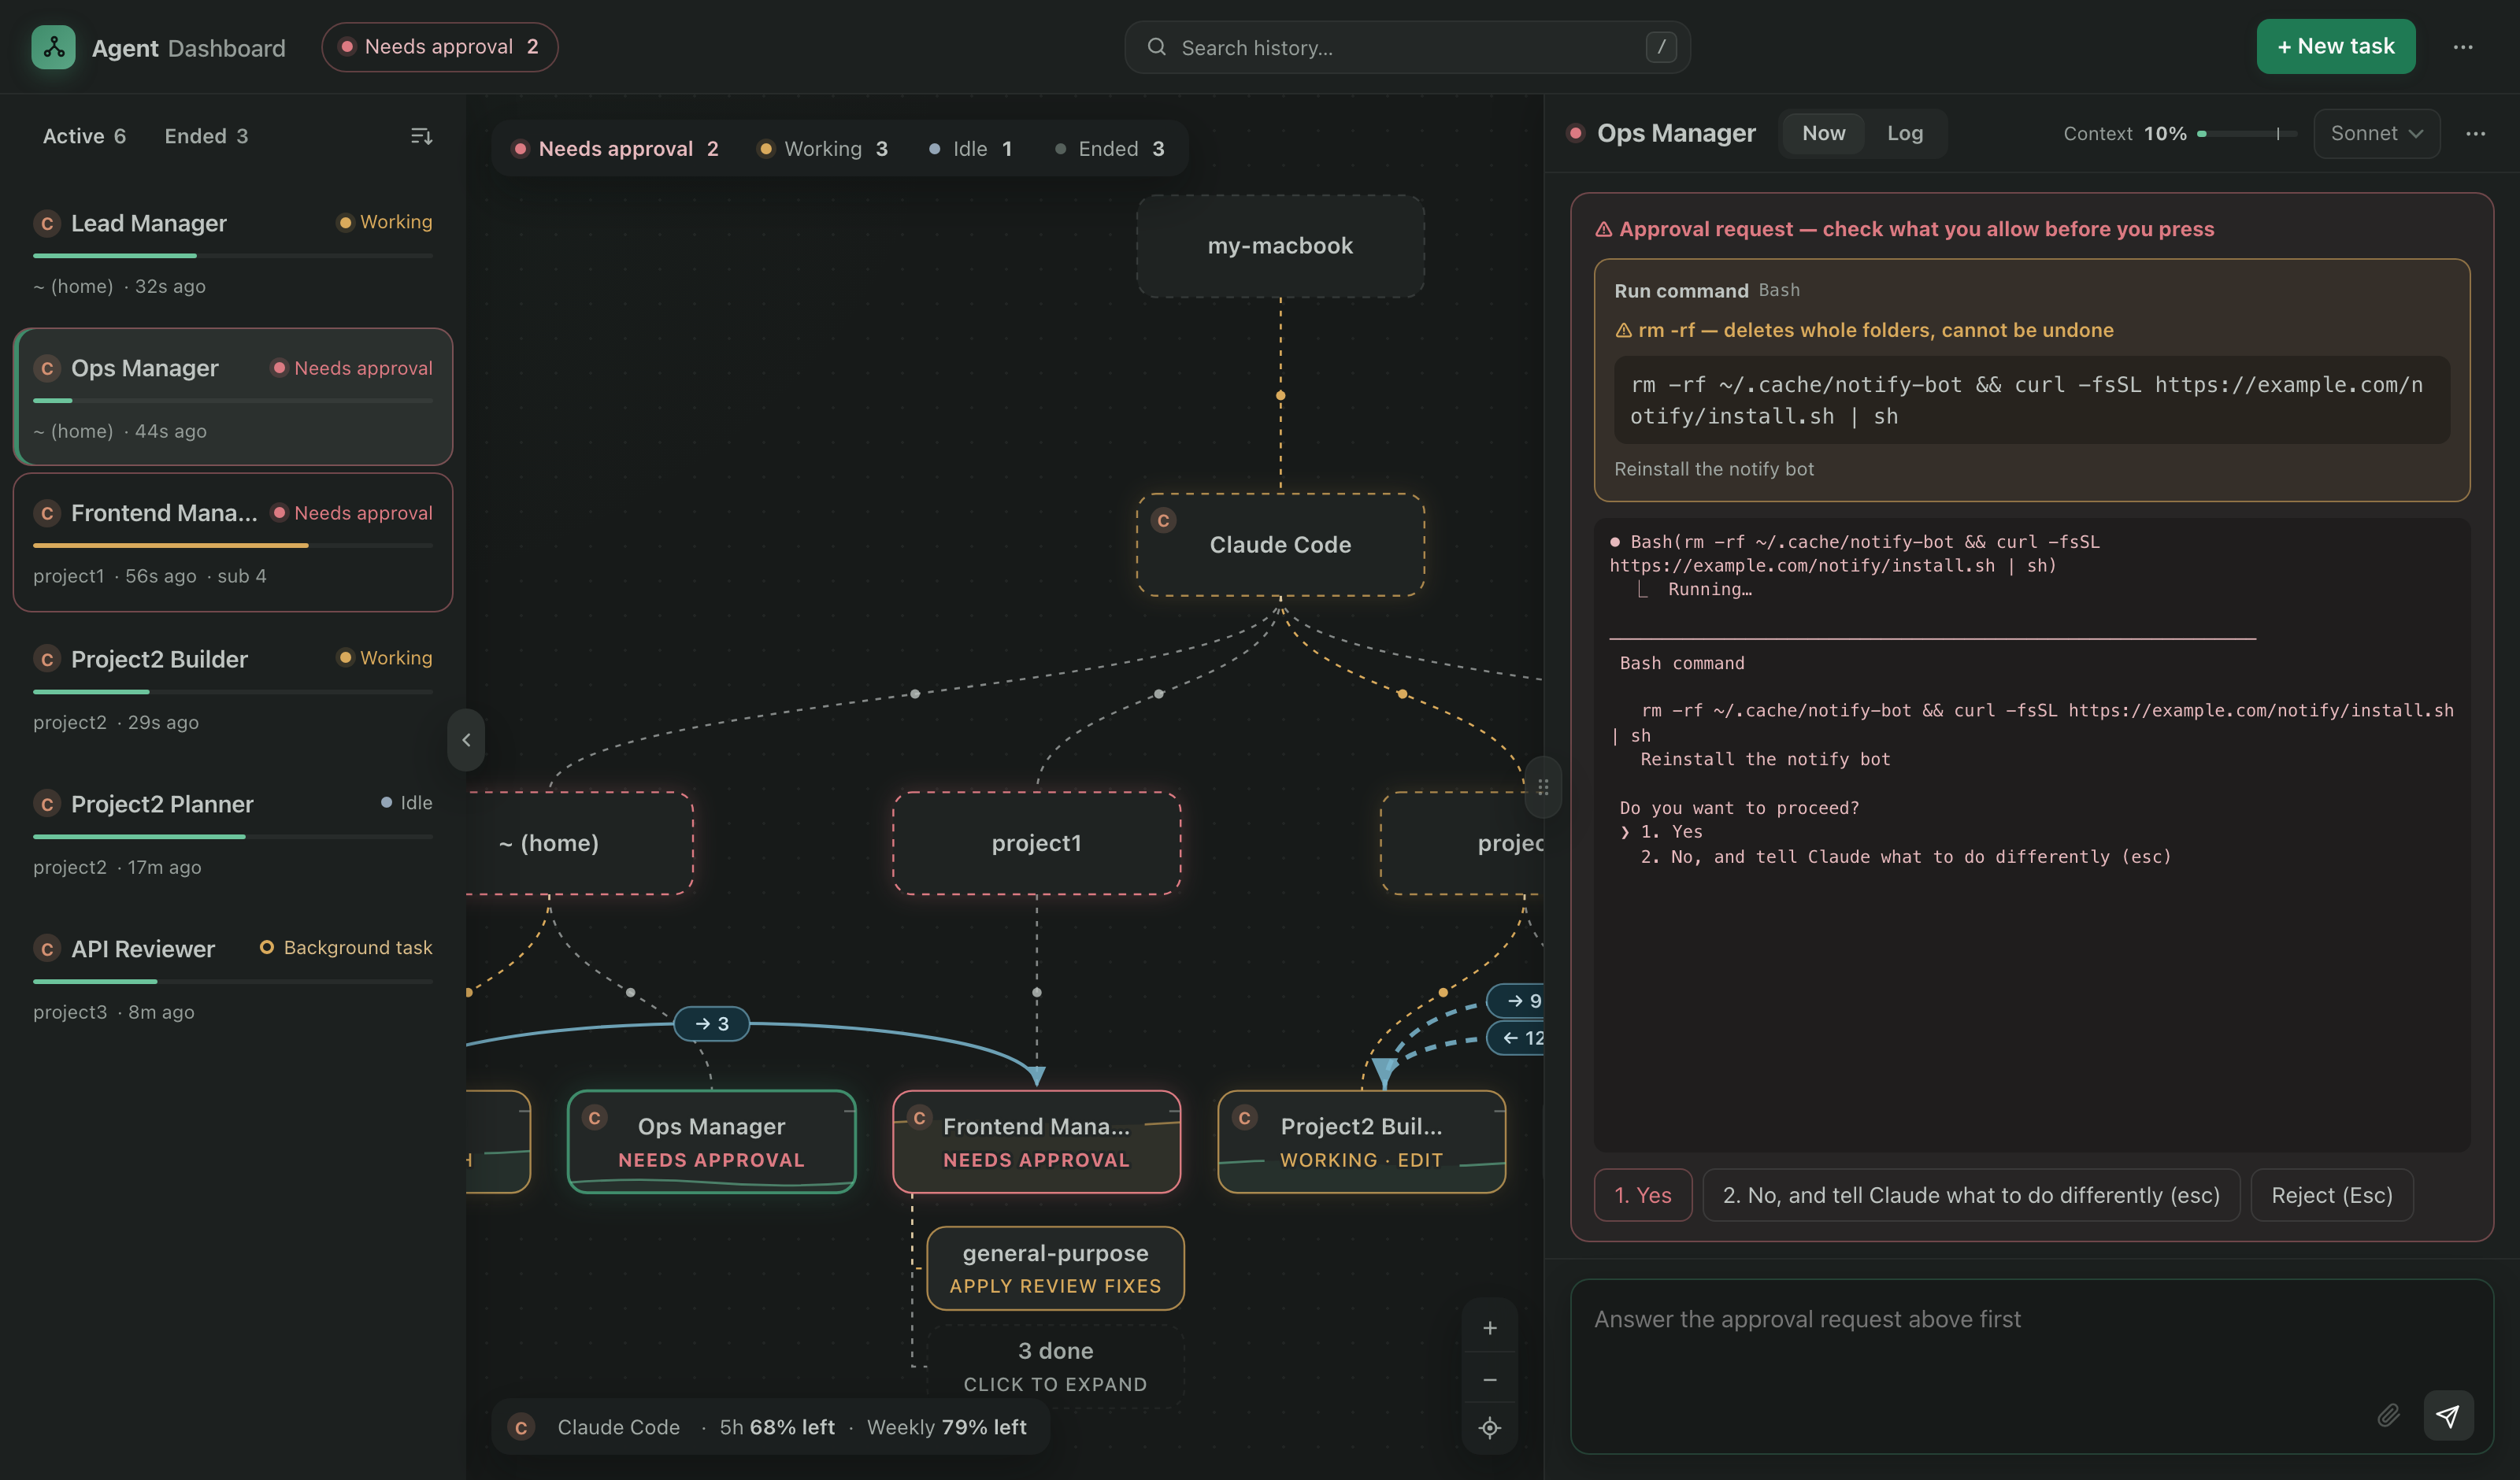 Agent Dashboard
Needs approval 2
Search history...
/
+ New task
Active 6
Ended 3
C Lead Manager
Working
~ (home) · 32s ago
C Ops Manager
Needs approval
~ (home) · 44s ago
C Frontend Mana...
Needs approval
project1 · 56s ago · sub 4
C Project2 Builder
Working
project2 · 29s ago
C Project2 Planner
Idle
project2 · 17m ago
C API Reviewer
Background task
project3 · 8m ago
Needs approval 2
Working 3
Idle 1
Ended 3
my-macbook
C
Claude Code
~ (home)
project1
projec
→ 3
→ 9
← 12
C
Ops Manager
NEEDS APPROVAL
C
Frontend Mana...
NEEDS APPROVAL
C
Project2 Buil...
WORKING · EDIT
general-purpose
APPLY REVIEW FIXES
3 done
CLICK TO EXPAND
C Claude Code · 5h 68% left · Weekly 79% left
+
−
Ops Manager
Now
Log
Context 10%
Sonnet
Approval request — check what you allow before you press
Run command Bash
rm -rf — deletes whole folders, cannot be undone
rm -rf ~/.cache/notify-bot && curl -fsSL https://example.com/n
otify/install.sh | sh
Reinstall the notify bot
● Bash(rm -rf ~/.cache/notify-bot && curl -fsSL
https://example.com/notify/install.sh | sh)
⎿ Running…
Bash command
rm -rf ~/.cache/notify-bot && curl -fsSL https://example.com/notify/install.sh
| sh
Reinstall the notify bot
Do you want to proceed?
❯ 1. Yes
2. No, and tell Claude what to do differently (esc)
1. Yes
2. No, and tell Claude what to do differently (esc)
Reject (Esc)
Answer the approval request above first